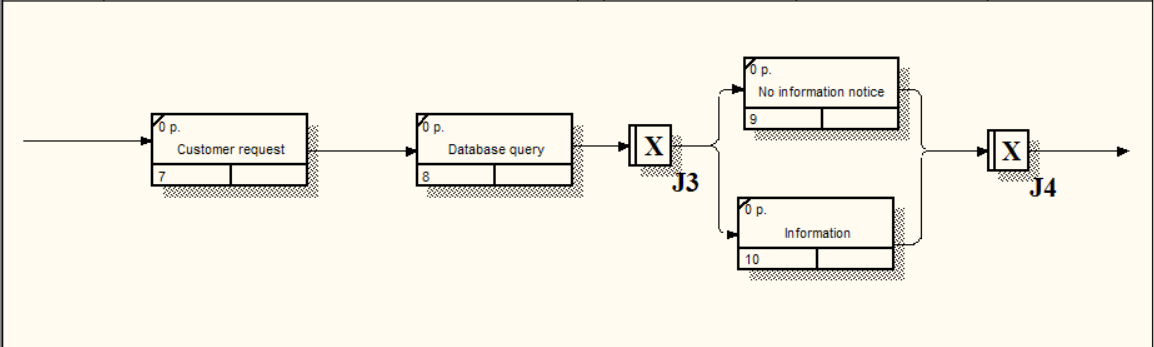 0 p.
Customer request
7
0 p.
Database query
8
X
J3
0 p.
No information notice
9
0 p.
Information
10
X
J4